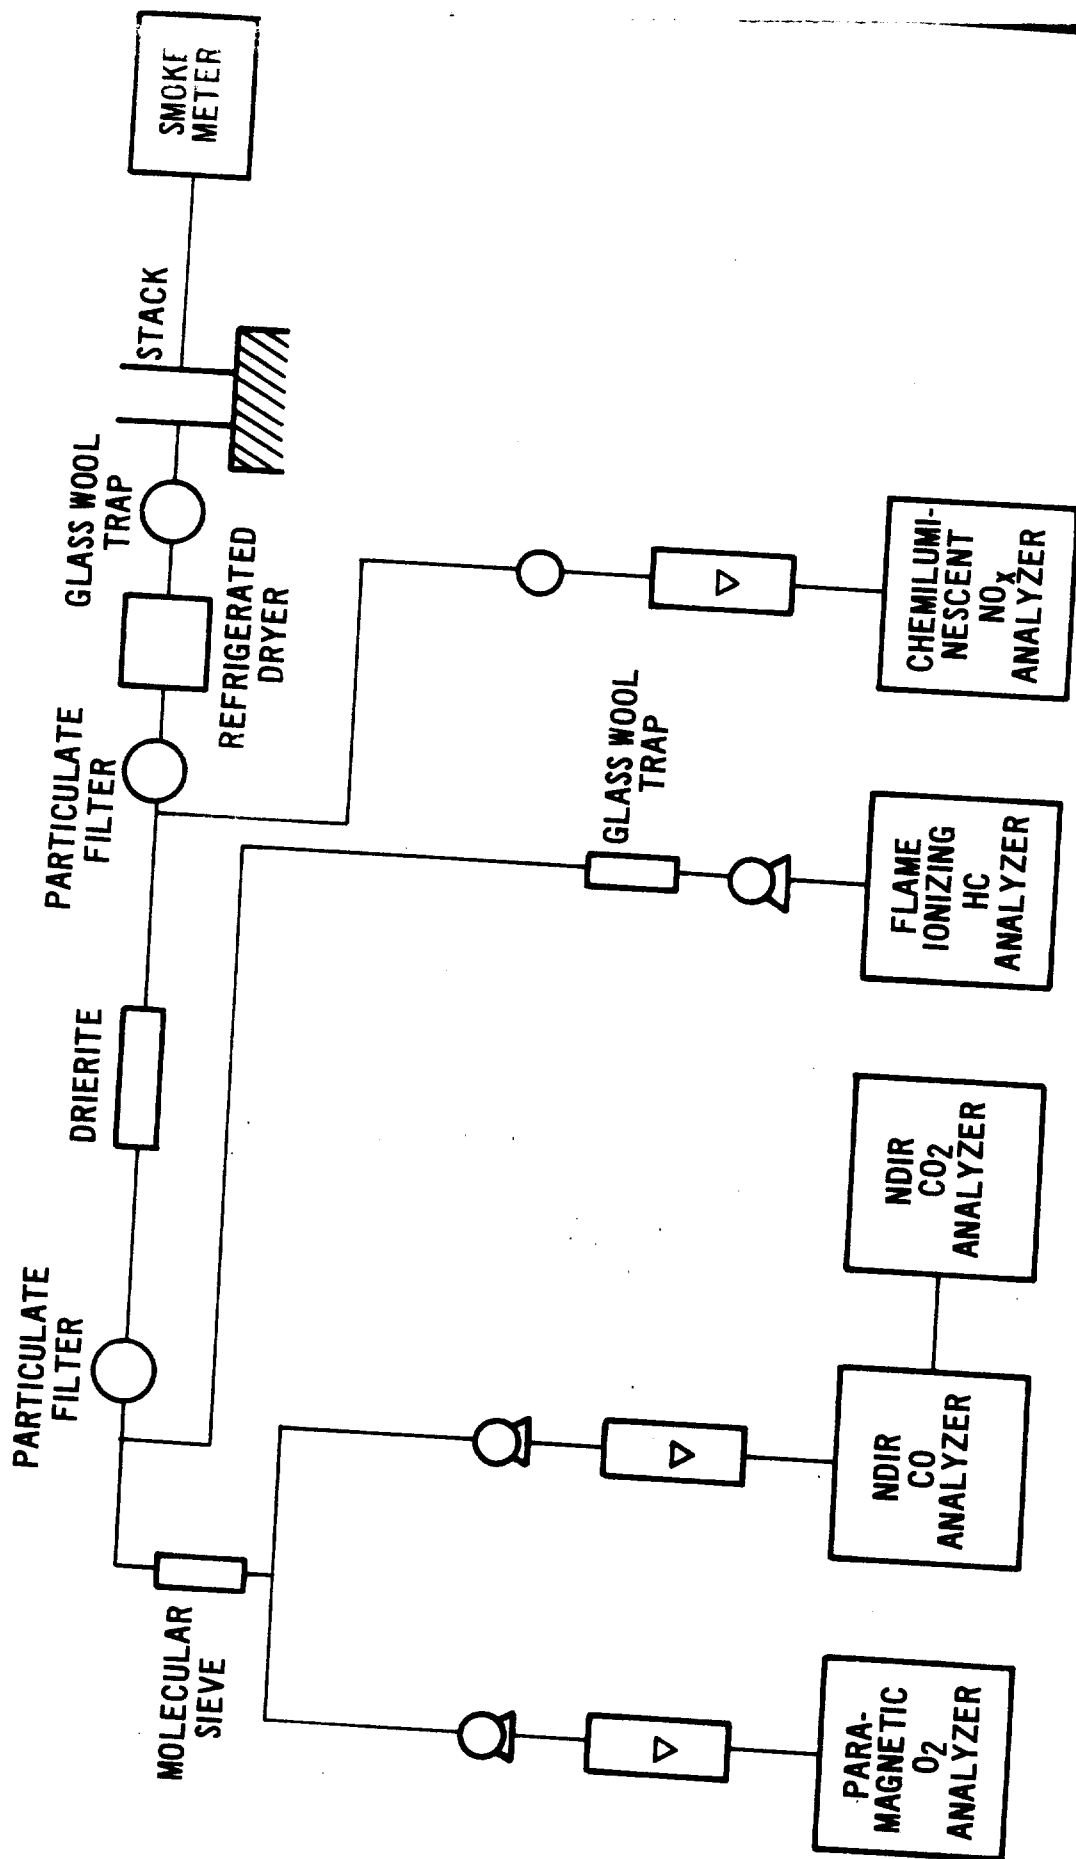 SMOKE
METER
STACK
GLASS WOOL
TRAP
REFRIGERATED
DRYER
PARTICULATE
FILTER
DRIERITE
PARTICULATE
FILTER
MOLECULAR
SIEVE
GLASS WOOL
TRAP
CHEMILUMI-
NESCENT
NOX
ANALYZER
FLAME
IONIZING
HC
ANALYZER
NDIR
CO2
ANALYZER
NDIR
CO
ANALYZER
PARA-
MAGNETIC
O2
ANALYZER